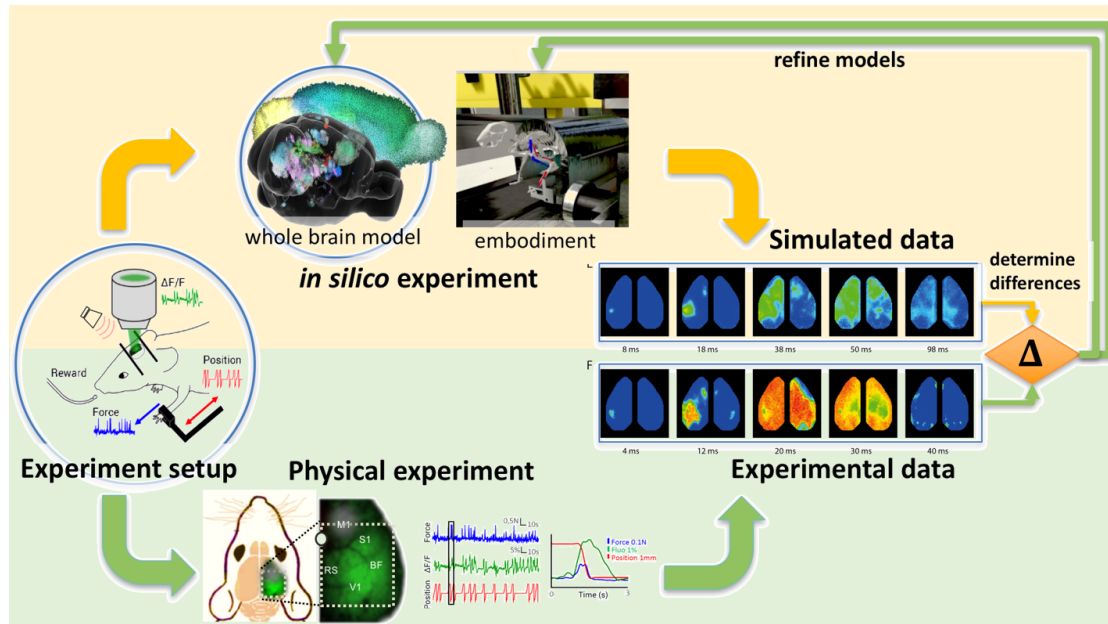 refine models
whole brain model
embodiment
in silico experiment
Simulated data
determine
differences
8 ms
18 ms
38 ms
50 ms
98 ms
Δ
ΔF/F
Reward
Position
Force
Experiment setup
4 ms
12 ms
20 ms
30 ms
40 ms
Experimental data
Physical experiment
M1
S1
RS
BF
V1
0,5N
10s
Force
5%
10s
ΔF/F
Position
Force 0.1N
Fluo 1%
Position 1mm
0
3
Time (s)